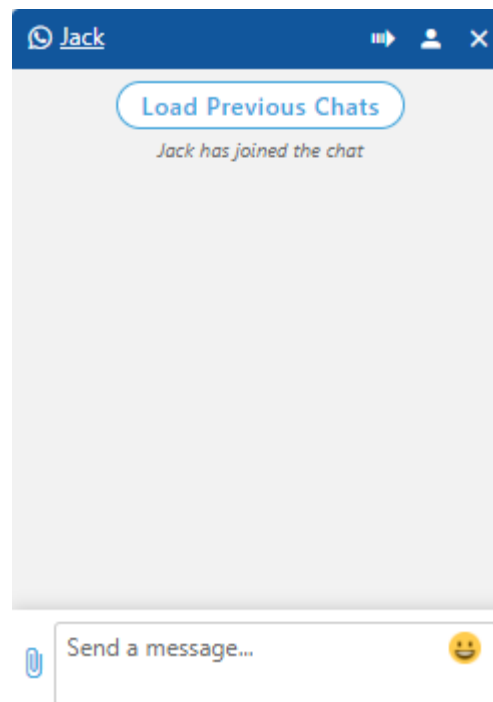 Jack
Load Previous Chats
Jack has joined the chat
Send a message...